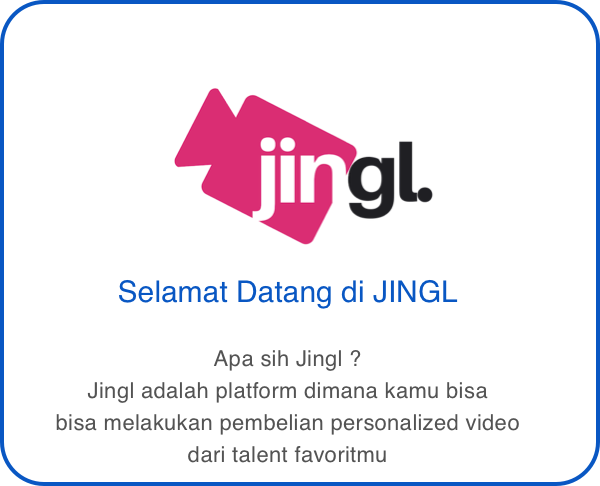 jingl.
Selamat Datang di JINGL
Apa sih Jingl ?
Jingl adalah platform dimana kamu bisa
bisa melakukan pembelian personalized video
dari talent favoritmu